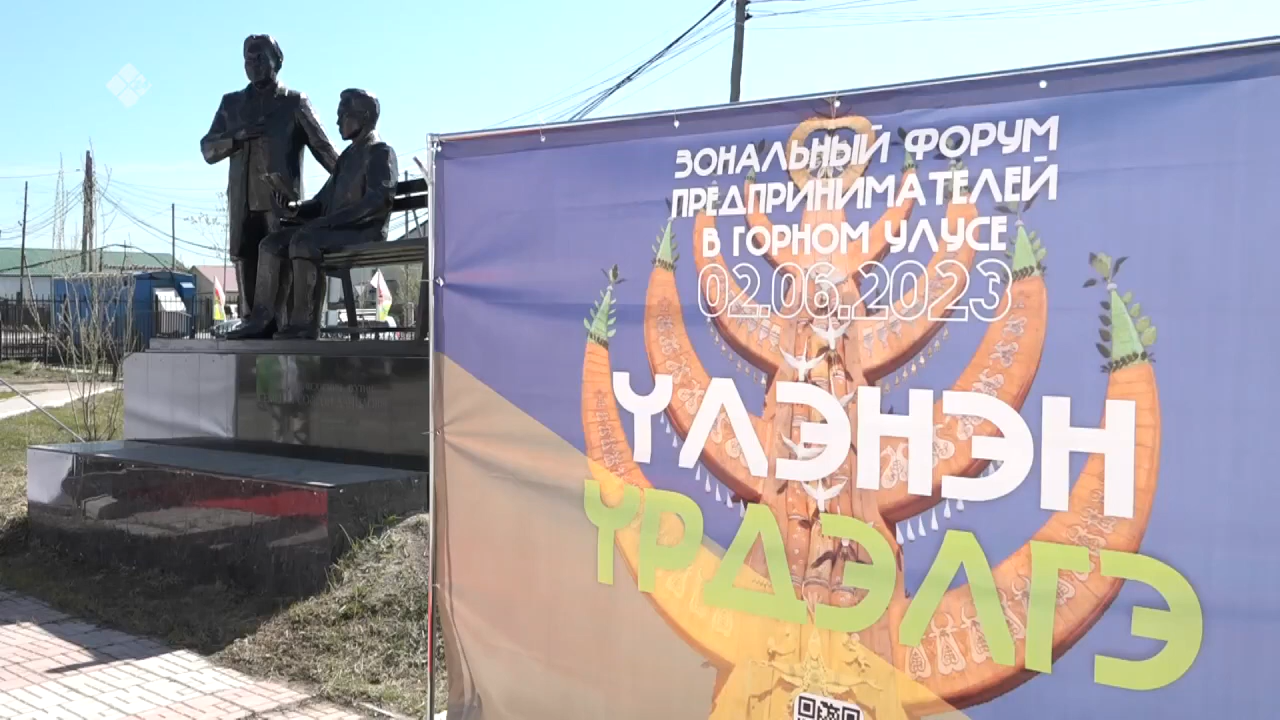 ЗОНАЛЬНЫЙ ФОРУМ
ПРЕДПРИНИМАТЕЛЕЙ
В ГОРНОМ УЛУСЕ
02.06.2023
ҮЛЭНЭН
ҮРДЭЛГЭ